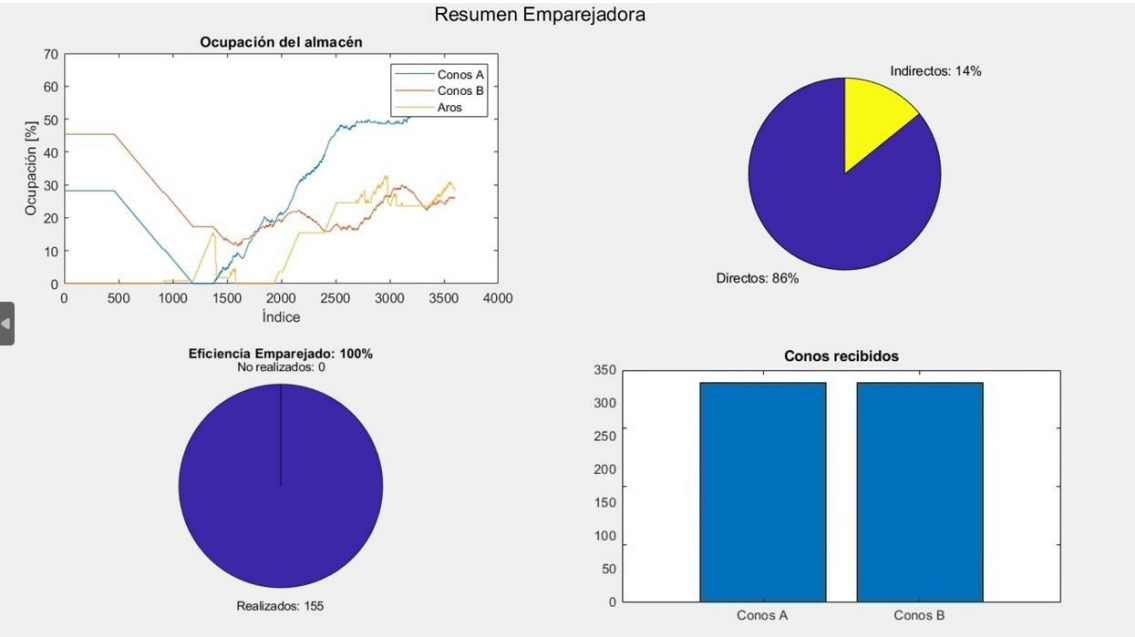 Resumen Emparejadora
Ocupación del almacén
Ocupación [%]
70
60
50
40
30
20
10
0
Conos A
Conos B
Aros
0 500 1000 1500 2000 2500 3000 3500 4000
Índice
Indirectos: 14%
Directos: 86%
Eficiencia Emparejado: 100%
No realizados: 0
Realizados: 155
Conos recibidos
350
300
250
200
150
100
50
0
Conos A Conos B